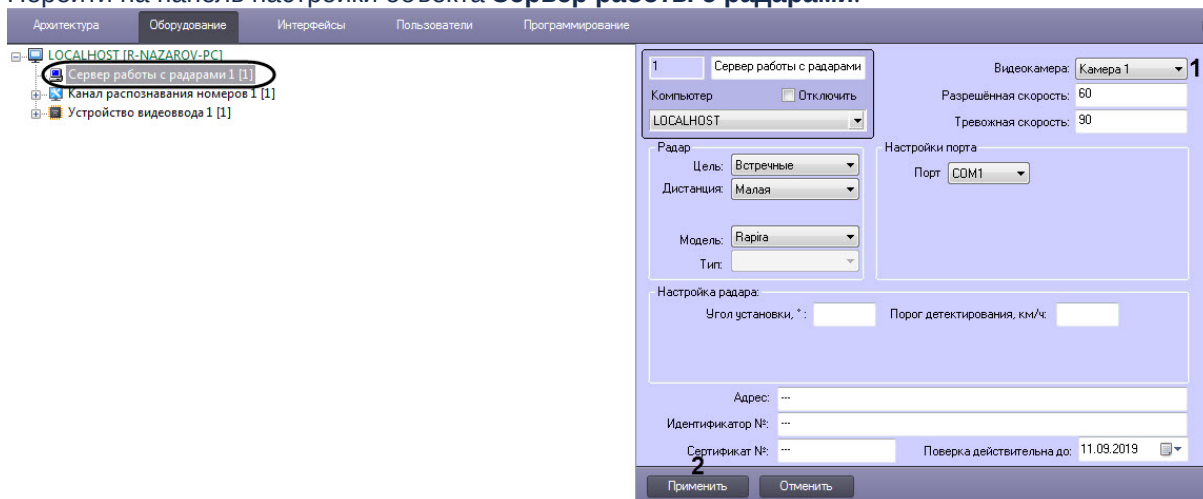 Перейти на панель настройки объекта Сервер работы с радарами.
Архитектура Оборудование Интерфейсы Пользователи Программирование
LOCALHOST [R-NAZAROV-PC]
Сервер работы с радарами 1 [1]
Канал распознавания номеров 1 [1]
Устройство видеоввода 1 [1]
1 Сервер работы с радарами
Компьютер Отключить
LOCALHOST
Видеокамера: Камера 1 1
Разрешённая скорость: 60
Тревожная скорость: 90
Радар
Цель: Встречные
Дистанция: Малая
Модель: Rapira
Тип:
Настройки порта
Порт COM1
Настройка радара:
Угол установки, °: Порог детектирования, км/ч:
Адрес: ---
Идентификатор №: ---
Сертификат №: --- Поверка действительна до: 11.09.2019
2
Применить Отменить